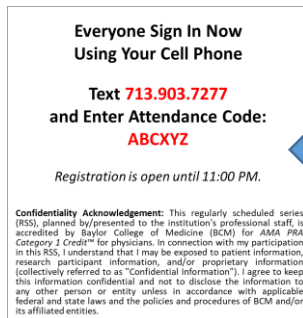 Everyone Sign In Now
Using Your Cell Phone
Text 713.903.7277
and Enter Attendance Code:
ABCXYZ
Registration is open until 11:00 PM.
Confidentiality Acknowledgement: This regularly scheduled series
(RSS), planned by/presented to the institution's professional staff, is
accredited by Baylor College of Medicine (BCM) for AMA PRA
Category 1 Credit™ for physicians. In connection with my participation
in this RSS, I understand that I may be exposed to patient information,
research participant information, and/or proprietary information
(collectively referred to as "Confidential Information"). I agree to keep
this information confidential and not to disclose the information to
any other person or entity unless in accordance with applicable
federal and state laws and the policies and procedures of BCM and/or
its affiliated entities.